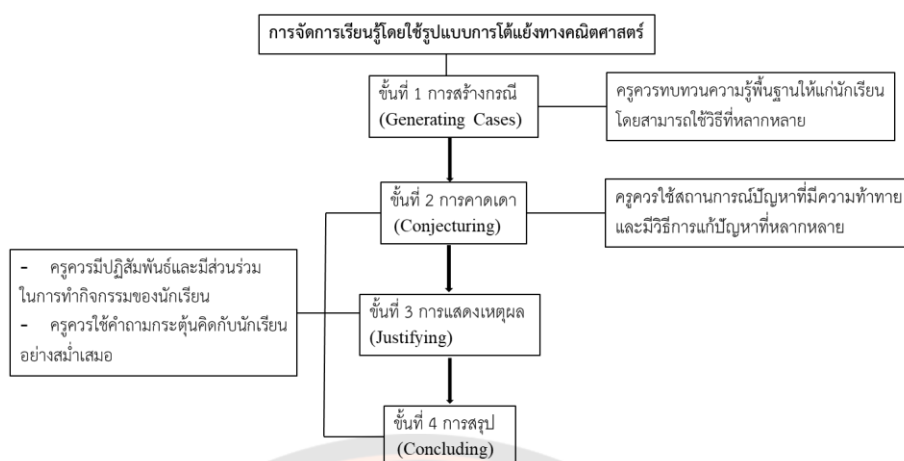 การจัดการเรียนรู้โดยใช้รูปแบบการโต้แย้งทางคณิตศาสตร์
ขั้นที่ 1 การสร้างกรณี
(Generating Cases)
ครูควรทบทวนความรู้พื้นฐานให้แก่นักเรียน
โดยสามารถใช้วิธีที่หลากหลาย
ขั้นที่ 2 การคาดเดา
(Conjecturing)
ครูควรใช้สถานการณ์ปัญหาที่มีความท้าทาย
และมีวิธีการแก้ปัญหาที่หลากหลาย
- ครูควรมีปฏิสัมพันธ์และมีส่วนร่วม
ในการทำกิจกรรมของนักเรียน
- ครูควรใช้คำถามกระตุ้นคิดกับนักเรียน
อย่างสม่ำเสมอ
ขั้นที่ 3 การแสดงเหตุผล
(Justifying)
ขั้นที่ 4 การสรุป
(Concluding)